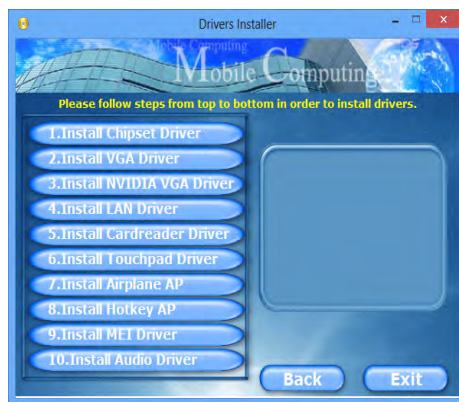 Drivers Installer
Mobile Computing
Mobile Computing
Please follow steps from top to bottom in order to install drivers.
1.Install Chipset Driver
2.Install VGA Driver
3.Install NVIDIA VGA Driver
4.Install LAN Driver
5.Install Cardreader Driver
6.Install Touchpad Driver
7.Install Airplane AP
8.Install Hotkey AP
9.Install MEI Driver
10.Install Audio Driver
Back
Exit